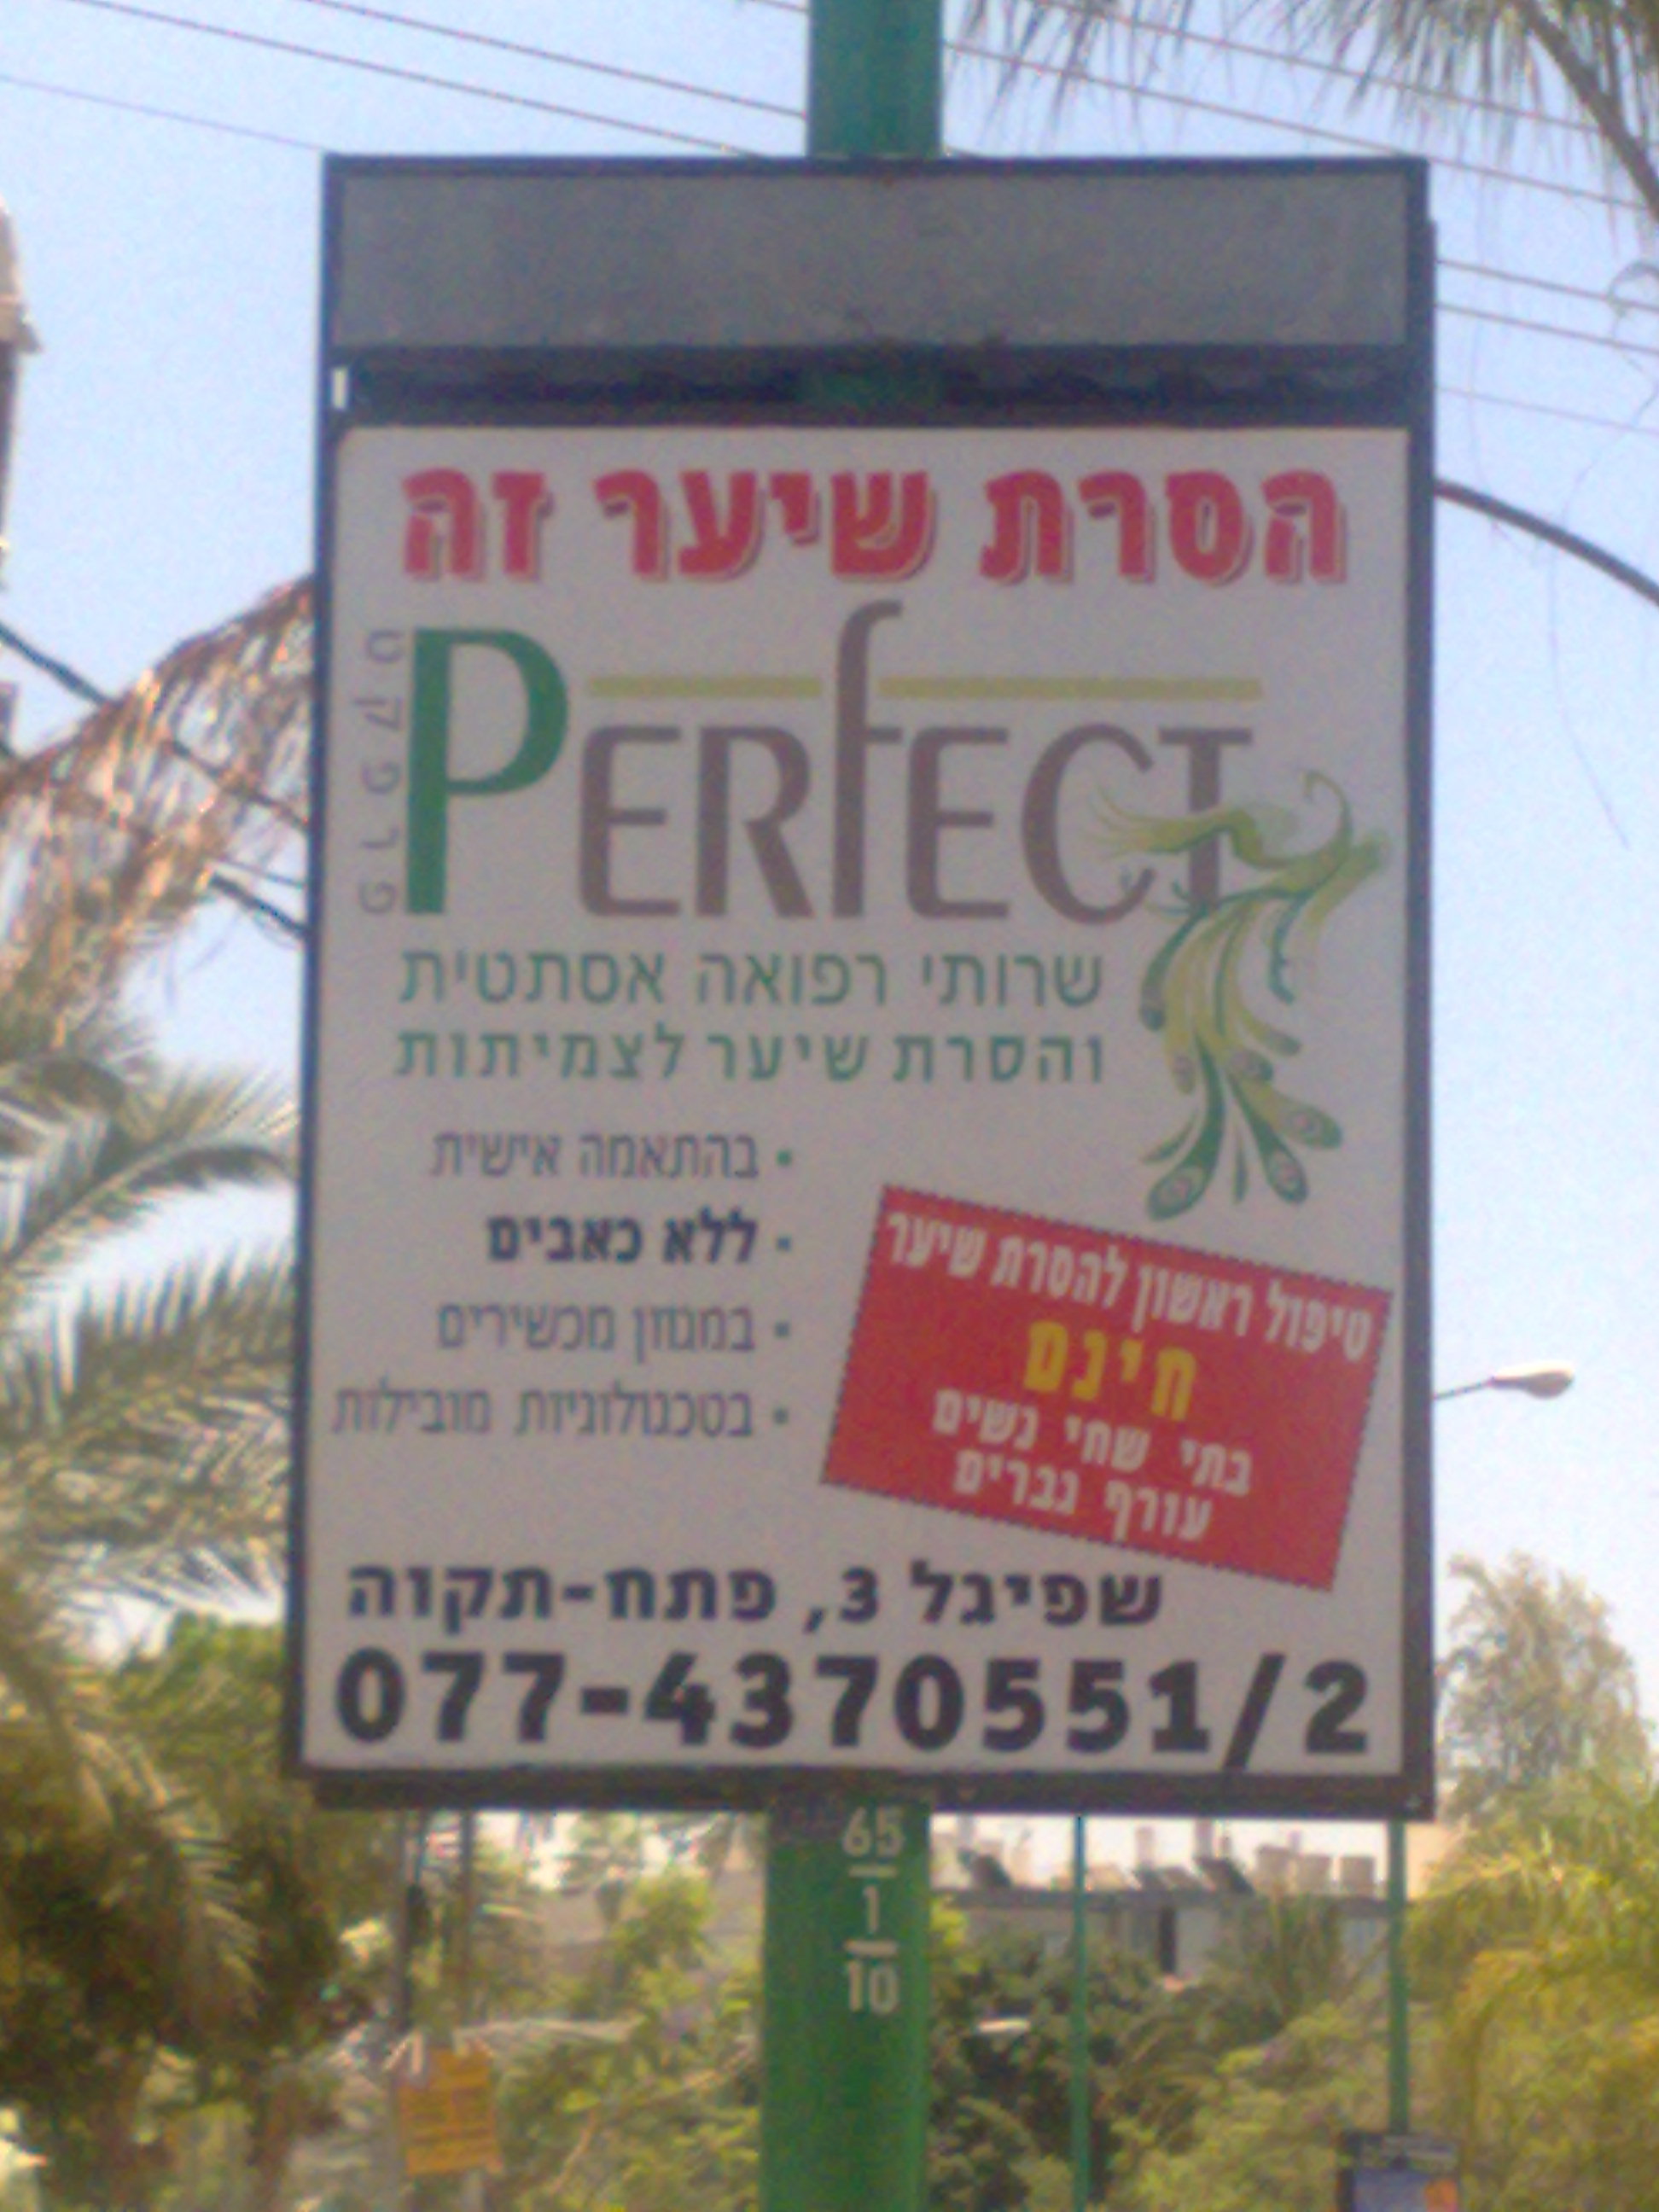 הסרת שיער זה
PERFECT
פרפקט
שרותי רפואה אסתטית
והסרת שיער לצמיתות
• בהתאמה אישית
• ללא כאבים
• במגוון מכשירים
• בטכנולוגיות מובילות
טיפול ראשון להסרת שיער
חינם
בתי שחי נשים
עורף גברים
שפיגל 3, פתח-תקוה
077-4370551/2
65
1
10